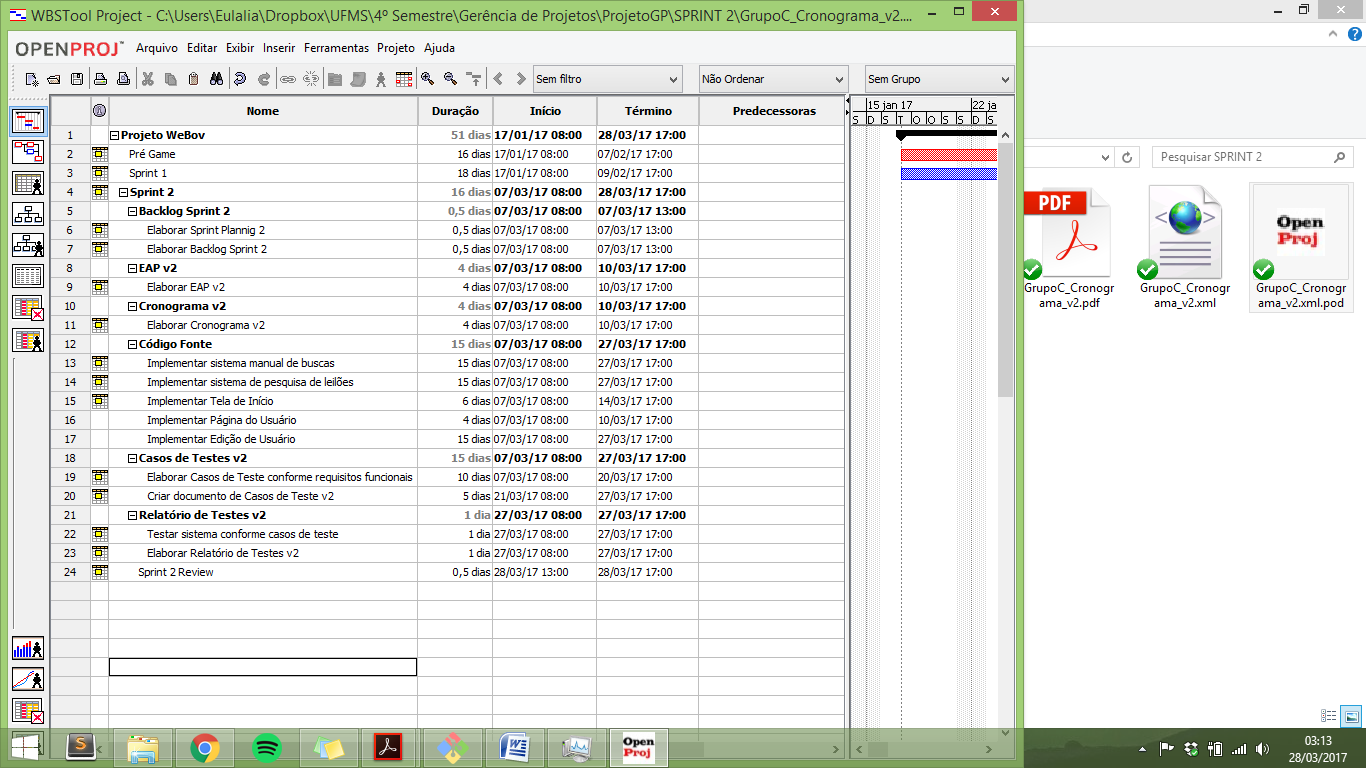 WBSTool Project - C:\Users\Eulalia\Dropbox\UFMS\4º Semestre\Gerência de Projetos\ProjetoGP\SPRINT 2\GrupoC_Cronograma_v2....
OPENPROJ™ Arquivo Editar Exibir Inserir Ferramentas Projeto Ajuda
Sem filtro Não Ordenar Sem Grupo
Nome Duração Início Término Predecessoras
15 jan 17 22 ja
S D S T Q Q S S D S
1 Projeto WeBov 51 dias 17/01/17 08:00 28/03/17 17:00
2 Pré Game 16 dias 17/01/17 08:00 07/02/17 17:00
3 Sprint 1 18 dias 17/01/17 08:00 09/02/17 17:00
4 Sprint 2 16 dias 07/03/17 08:00 28/03/17 17:00
5 Backlog Sprint 2 0,5 dias 07/03/17 08:00 07/03/17 13:00
6 Elaborar Sprint Plannig 2 0,5 dias 07/03/17 08:00 07/03/17 13:00
7 Elaborar Backlog Sprint 2 0,5 dias 07/03/17 08:00 07/03/17 13:00
8 EAP v2 4 dias 07/03/17 08:00 10/03/17 17:00
9 Elaborar EAP v2 4 dias 07/03/17 08:00 10/03/17 17:00
10 Cronograma v2 4 dias 07/03/17 08:00 10/03/17 17:00
11 Elaborar Cronograma v2 4 dias 07/03/17 08:00 10/03/17 17:00
12 Código Fonte 15 dias 07/03/17 08:00 27/03/17 17:00
13 Implementar sistema manual de buscas 15 dias 07/03/17 08:00 27/03/17 17:00
14 Implementar sistema de pesquisa de leilões 15 dias 07/03/17 08:00 27/03/17 17:00
15 Implementar Tela de Início 6 dias 07/03/17 08:00 14/03/17 17:00
16 Implementar Página do Usuário 4 dias 07/03/17 08:00 10/03/17 17:00
17 Implementar Edição de Usuário 15 dias 07/03/17 08:00 27/03/17 17:00
18 Casos de Testes v2 15 dias 07/03/17 08:00 27/03/17 17:00
19 Elaborar Casos de Teste conforme requisitos funcionais 10 dias 07/03/17 08:00 20/03/17 17:00
20 Criar documento de Casos de Teste v2 5 dias 21/03/17 08:00 27/03/17 17:00
21 Relatório de Testes v2 1 dia 27/03/17 08:00 27/03/17 17:00
22 Testar sistema conforme casos de teste 1 dia 27/03/17 08:00 27/03/17 17:00
23 Elaborar Relatório de Testes v2 1 dia 27/03/17 08:00 27/03/17 17:00
24 Sprint 2 Review 0,5 dias 28/03/17 13:00 28/03/17 17:00
Pesquisar SPRINT 2
PDF
Open
Proj
GrupoC_Cronogr
ama_v2.pdf
GrupoC_Cronogr
ama_v2.xml
GrupoC_Cronogr
ama_v2.xml.pod
Open
Proj
03:13
28/03/2017